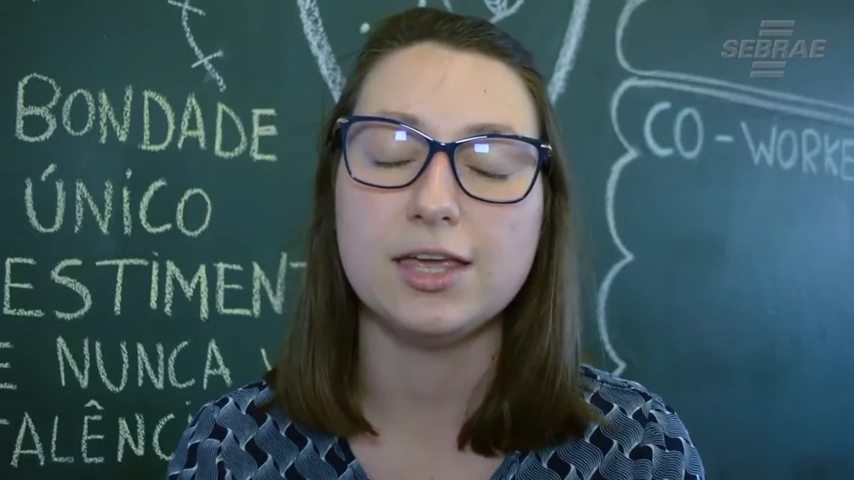 BONDADE
ÚNICO
ESTIMENT
NUNCA
TALÊNCI
SEBRAE
CO-WORKE